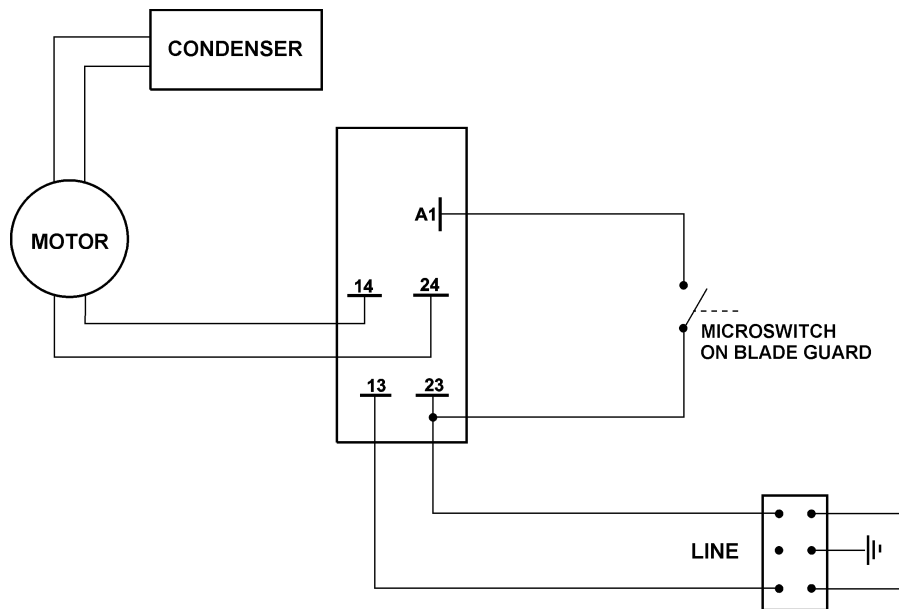 CONDENSER
MOTOR
A1
14
24
13
23
MICROSWITCH
ON BLADE GUARD
LINE